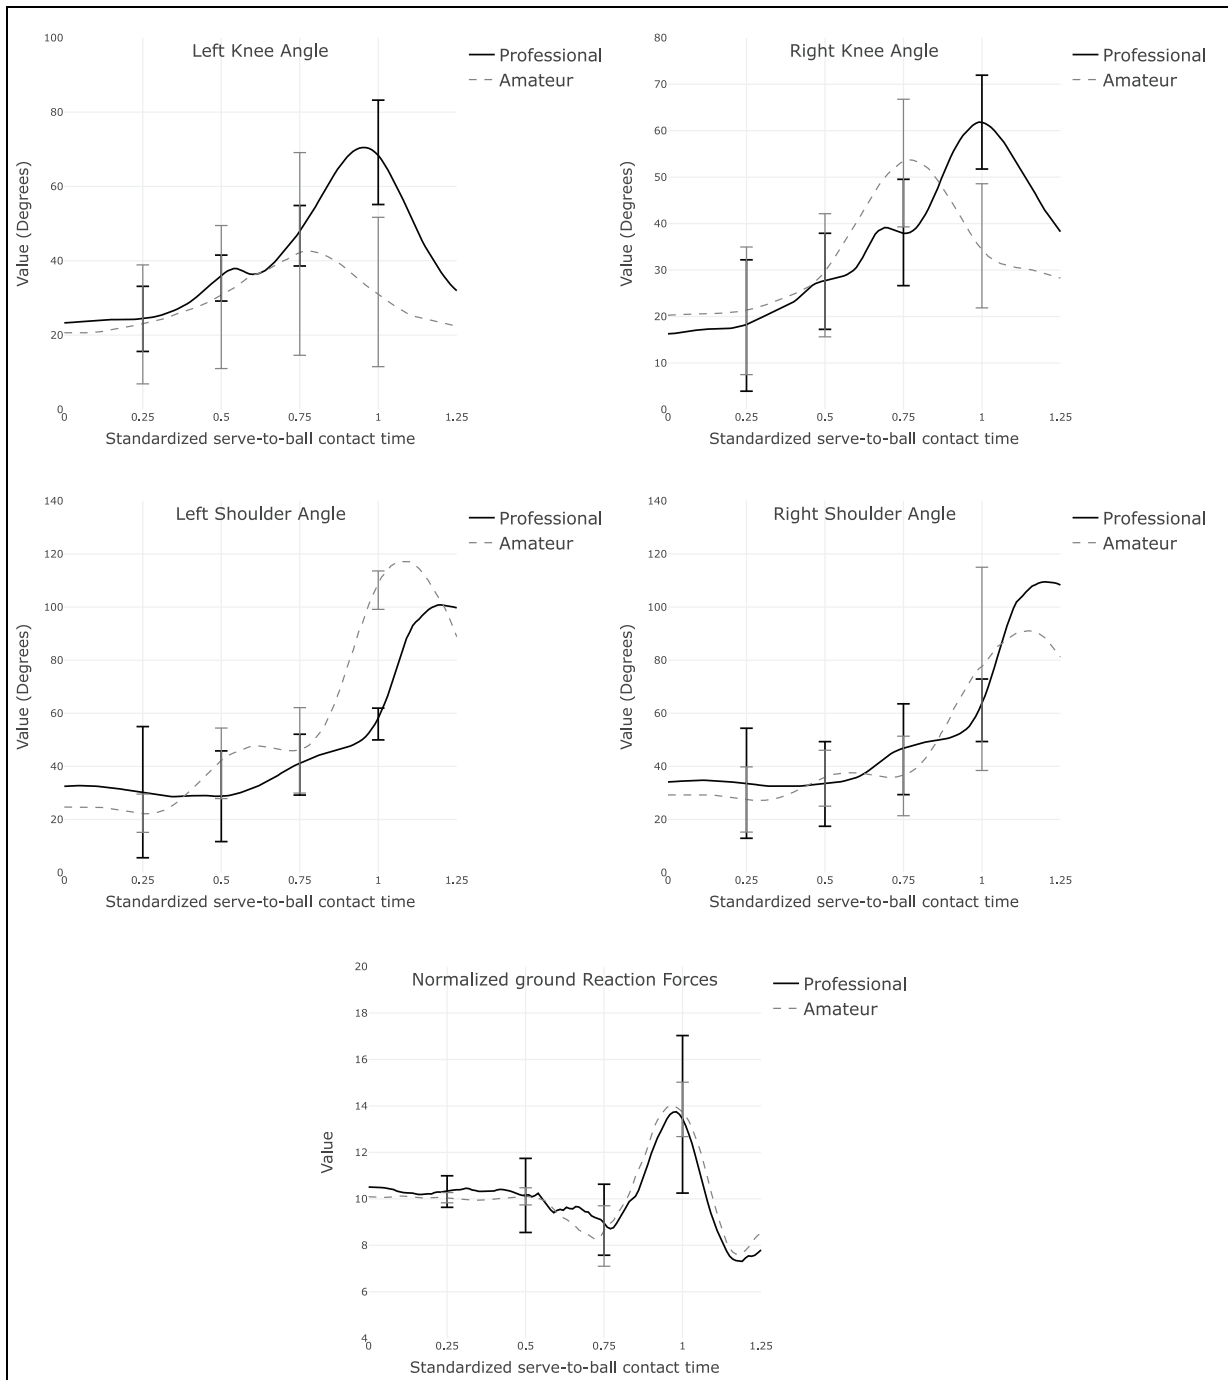 Left Knee Angle
Professional
Amateur
Value (Degrees)
100
80
60
40
20
0
0 0.25 0.5 0.75 1 1.25
Standardized serve-to-ball contact time
Right Knee Angle
Professional
Amateur
Value (Degrees)
80
70
60
50
40
30
20
10
0
0 0.25 0.5 0.75 1 1.25
Standardized serve-to-ball contact time
Left Shoulder Angle
Professional
Amateur
Value (Degrees)
140
120
100
80
60
40
20
0
0 0.25 0.5 0.75 1 1.25
Standardized serve-to-ball contact time
Right Shoulder Angle
Professional
Amateur
Value (Degrees)
140
120
100
80
60
40
20
0
0 0.25 0.5 0.75 1 1.25
Standardized serve-to-ball contact time
Normalized ground Reaction Forces
Professional
Amateur
Value
20
18
16
14
12
10
8
6
4
0 0.25 0.5 0.75 1 1.25
Standardized serve-to-ball contact time